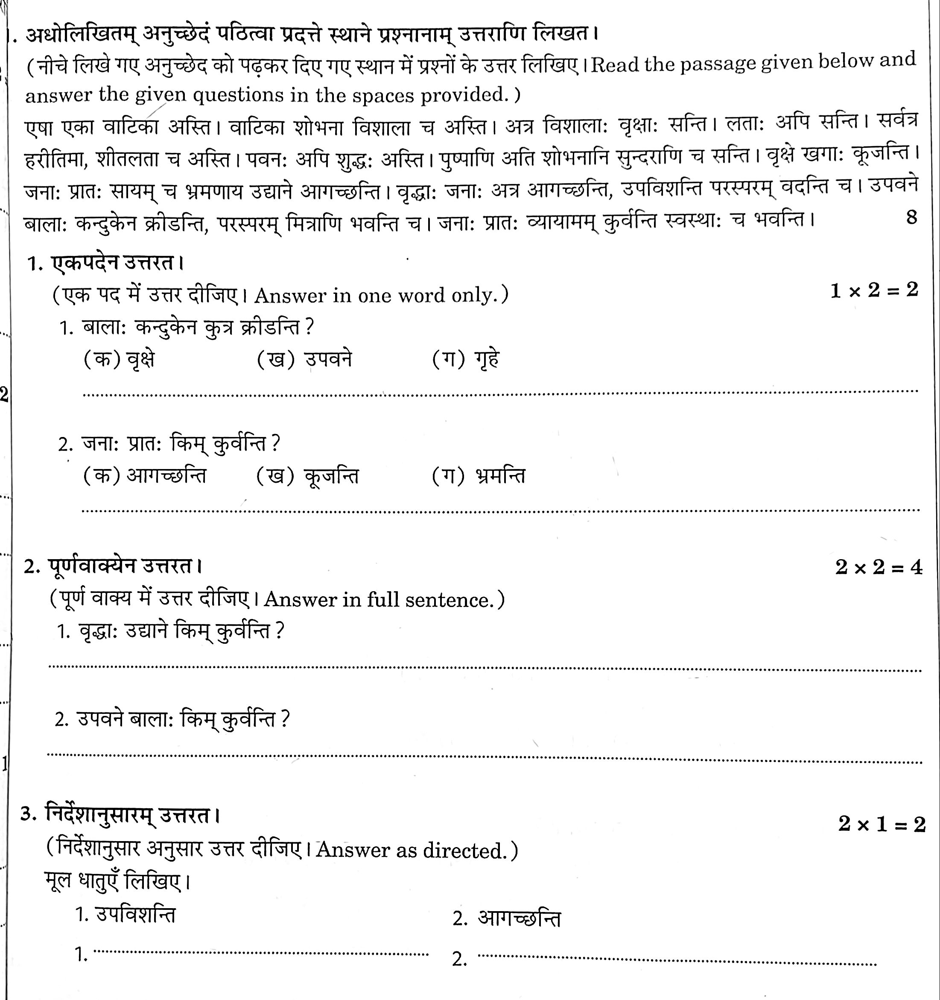 . अधोलिखितम् अनुच्छेदं पठित्वा प्रदत्ते स्थाने प्रश्नानाम् उत्तराणि लिखत।
(नीचे लिखे गए अनुच्छेद को पढ़कर दिए गए स्थान में प्रश्नों के उत्तर लिखिए। Read the passage given below and
answer the given questions in the spaces provided.)
एषा एका वाटिका अस्ति। वाटिका शोभना विशाला च अस्ति। अत्र विशालाः वृक्षाः सन्ति। लताः अपि सन्ति। सर्वत्र
हरीतिमा, शीतलता च अस्ति। पवनः अपि शुद्धः अस्ति। पुष्पाणि अति शोभनानि सुन्दराणि च सन्ति। वृक्षे खगाः कूजन्ति।
जनाः प्रातः सायम् च भ्रमणाय उद्याने आगच्छन्ति। वृद्धाः जनाः अत्र आगच्छन्ति, उपविशन्ति परस्परम् वदन्ति च। उपवने
बालाः कन्दुकेन क्रीडन्ति, परस्परम् मित्राणि भवन्ति च। जनाः प्रातः व्यायामम् कुर्वन्ति स्वस्थाः च भवन्ति। 8
1. एकपदेन उत्तरत।
(एक पद में उत्तर दीजिए। Answer in one word only.) 1 × 2 = 2
1. बालाः कन्दुकेन कुत्र क्रीडन्ति?
(क) वृक्षे (ख) उपवने (ग) गृहे
2
2. जनाः प्रातः किम् कुर्वन्ति?
(क) आगच्छन्ति (ख) कूजन्ति (ग) भ्रमन्ति
2. पूर्णवाक्येन उत्तरत। 2 × 2 = 4
(पूर्ण वाक्य में उत्तर दीजिए। Answer in full sentence.)
1. वृद्धाः उद्याने किम् कुर्वन्ति?
2. उपवने बालाः किम् कुर्वन्ति?
1
3. निर्देशानुसारम् उत्तरत। 2 × 1 = 2
(निर्देशानुसार अनुसार उत्तर दीजिए। Answer as directed.)
मूल धातुएँ लिखिए।
1. उपविशन्ति 2. आगच्छन्ति
1. 2.